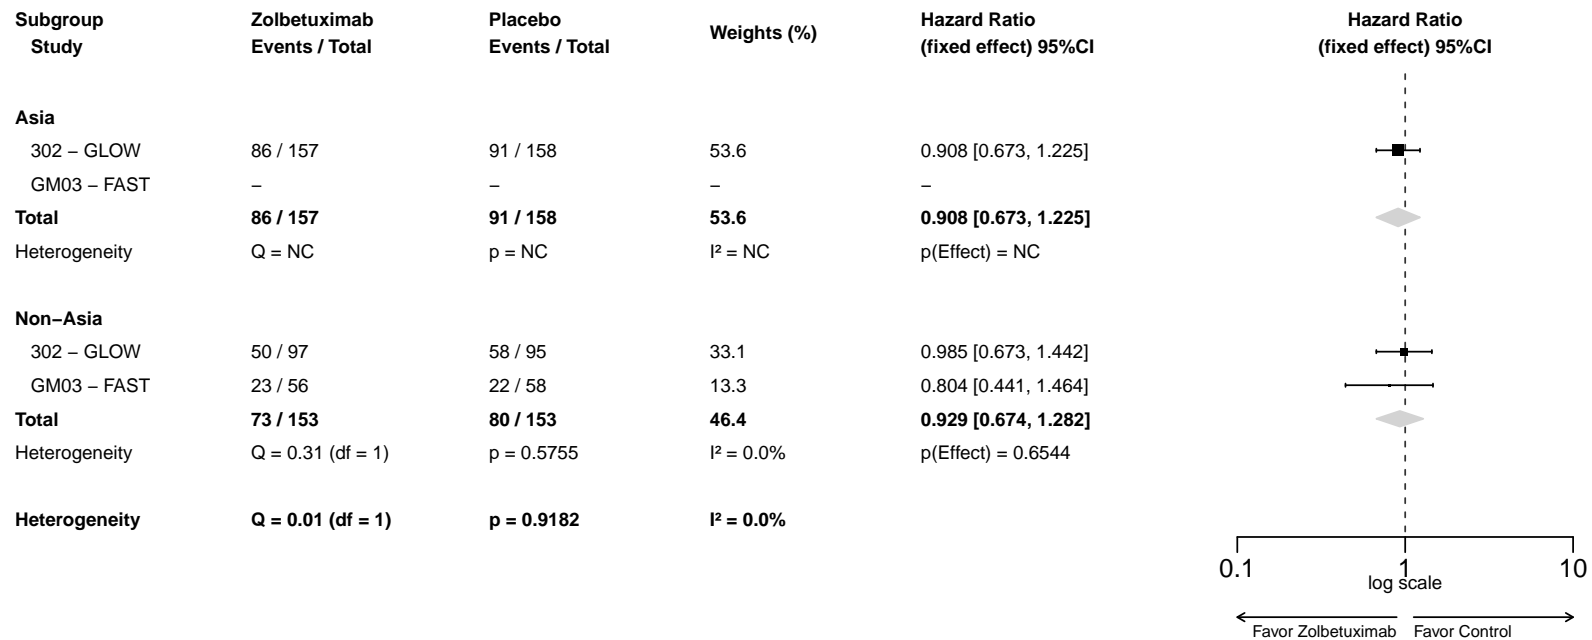 Subgroup Zolbetuximab Placebo Weights (%) Hazard Ratio Hazard Ratio
Study Events / Total Events / Total (fixed effect) 95%CI (fixed effect) 95%CI
Asia
302 − GLOW 86 / 157 91 / 158 53.6 0.908 [0.673, 1.225]
GM03 − FAST − − − −
Total 86 / 157 91 / 158 53.6 0.908 [0.673, 1.225]
Heterogeneity Q = NC p = NC I² = NC p(Effect) = NC
Non−Asia
302 − GLOW 50 / 97 58 / 95 33.1 0.985 [0.673, 1.442]
GM03 − FAST 23 / 56 22 / 58 13.3 0.804 [0.441, 1.464]
Total 73 / 153 80 / 153 46.4 0.929 [0.674, 1.282]
Heterogeneity Q = 0.31 (df = 1) p = 0.5755 I² = 0.0% p(Effect) = 0.6544
Heterogeneity Q = 0.01 (df = 1) p = 0.9182 I² = 0.0%
0.1 1 10
log scale
Favor Zolbetuximab Favor Control